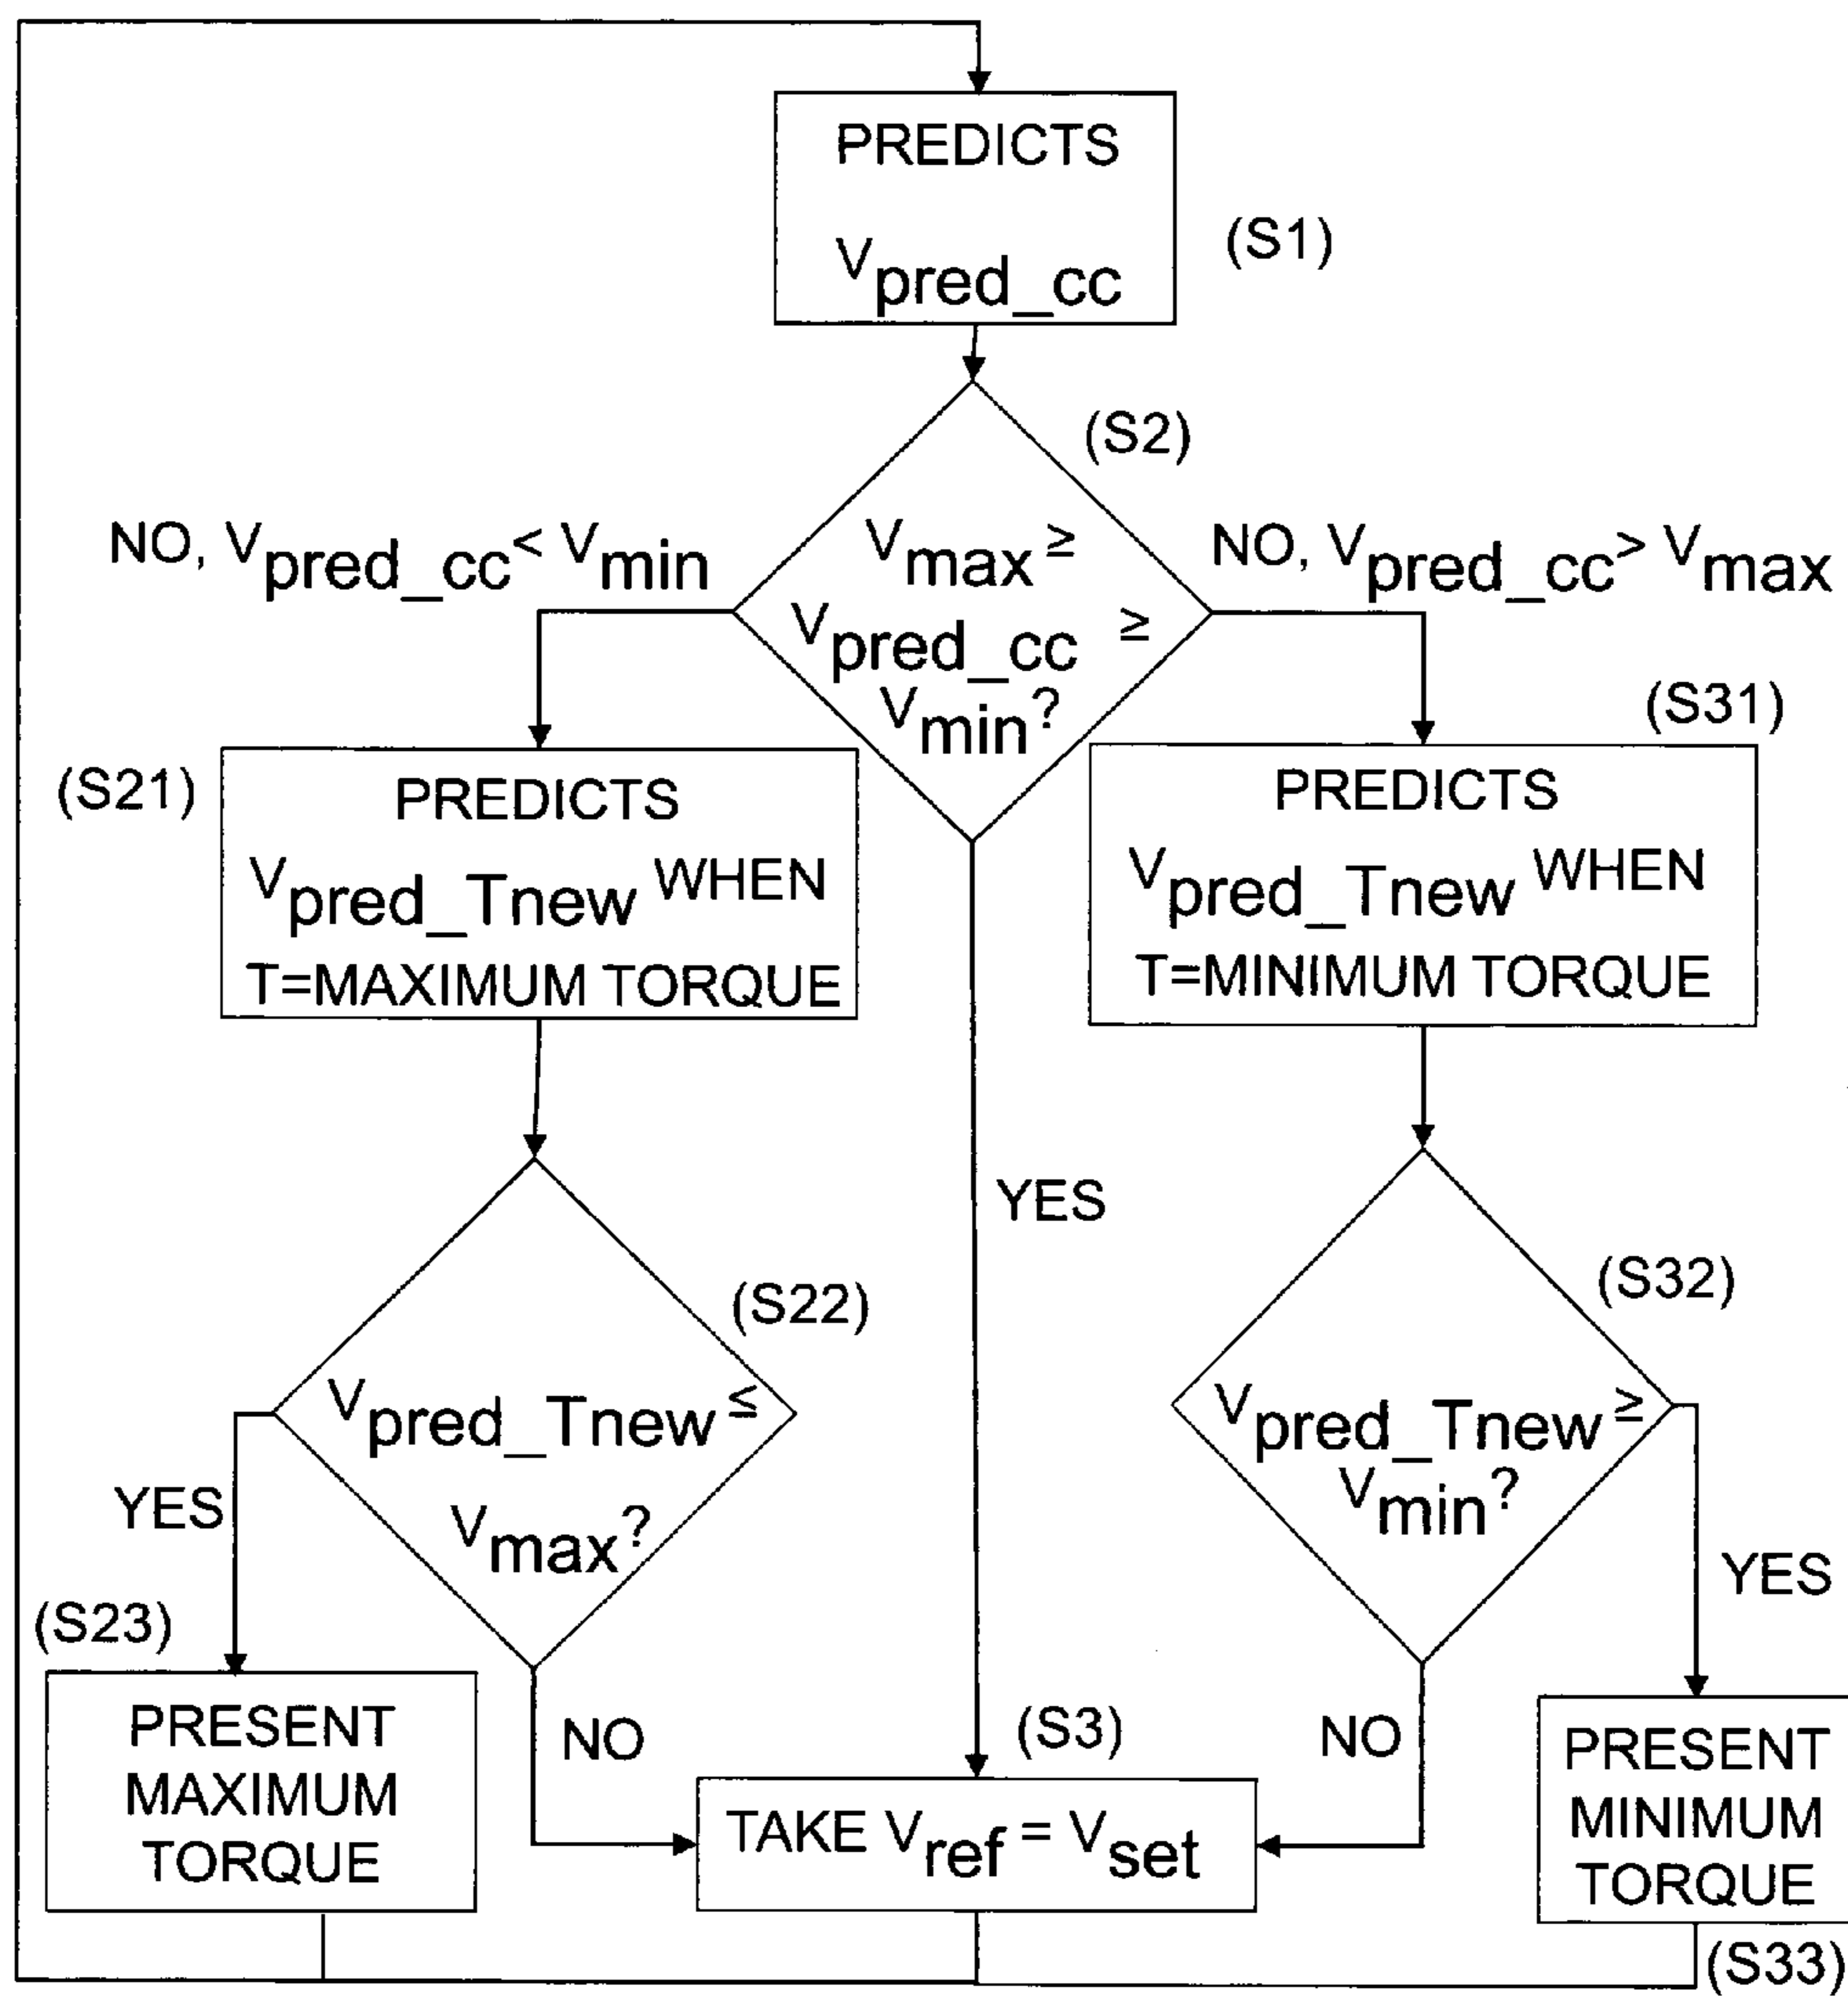 PREDICTS
Vpred_cc
(S1)
(S2)
NO, Vpred_cc < Vmin
Vmax ≥
Vpred_cc ≥
Vmin?
NO, Vpred_cc > Vmax
(S21)
PREDICTS
Vpred_Tnew WHEN
T=MAXIMUM TORQUE
(S31)
PREDICTS
Vpred_Tnew WHEN
T=MINIMUM TORQUE
YES
(S22)
Vpred_Tnew ≤
Vmax?
(S32)
Vpred_Tnew ≥
Vmin?
YES
YES
(S23)
PRESENT
MAXIMUM
TORQUE
NO
(S3)
TAKE Vref = Vset
NO
PRESENT
MINIMUM
TORQUE
(S33)